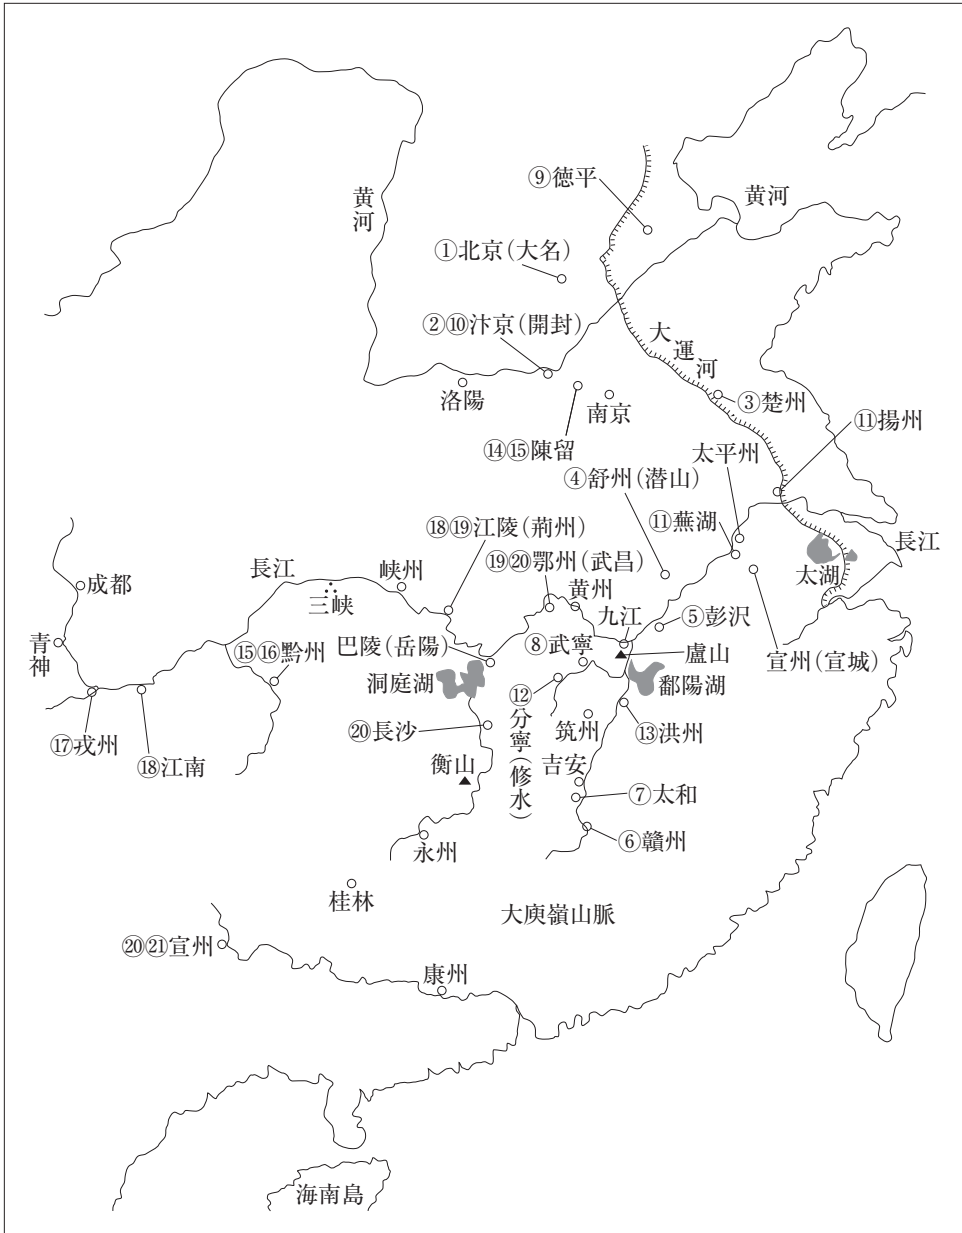 ⑨徳平
黄河
黄河
①北京(大名)
②⑩汴京(開封)
大運河
洛陽
南京
③楚州
⑪揚州
⑭⑮陳留
太平州
④舒州(潜山)
⑱⑲江陵(荊州)
⑪蕪湖
長江
長江
峡州
⑲⑳鄂州(武昌)
成都
三峡
黄州
太湖
九江
⑤彭沢
青神
⑮⑯黔州
巴陵(岳陽)
⑧武寧
盧山
宣州(宣城)
洞庭湖
⑫分寧(修水)
鄱陽湖
⑰戎州
⑱江南
⑳長沙
筑州
⑬洪州
衡山
吉安
⑦太和
⑥贛州
永州
桂林
大庾嶺山脈
⑳㉑宣州
康州
海南島